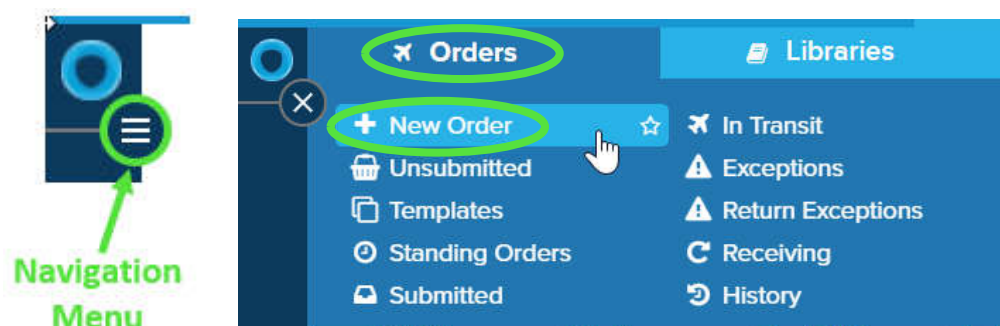 Navigation
Menu
Orders
Libraries
New Order
In Transit
Unsubmitted
Exceptions
Templates
Return Exceptions
Standing Orders
Receiving
Submitted
History